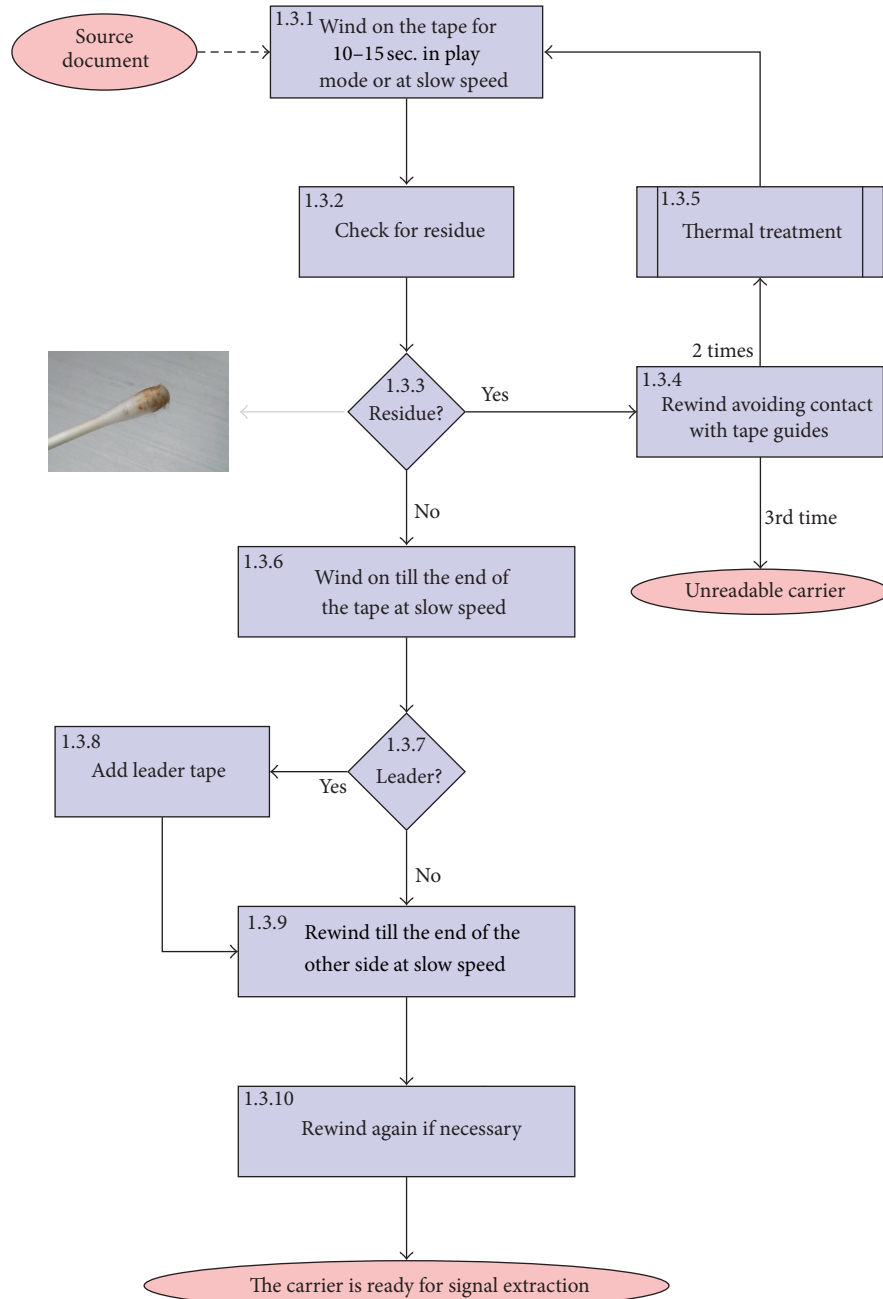 Source
document
1.3.1
Wind on the tape for
10–15 sec. in play
mode or at slow speed
1.3.2
Check for residue
1.3.5
Thermal treatment
2 times
1.3.3
Residue?
Yes
1.3.4
Rewind avoiding contact
with tape guides
No
3rd time
1.3.6
Wind on till the end of
the tape at slow speed
Unreadable carrier
1.3.7
Leader?
Yes
1.3.8
Add leader tape
No
1.3.9
Rewind till the end of the
other side at slow speed
1.3.10
Rewind again if necessary
The carrier is ready for signal extraction